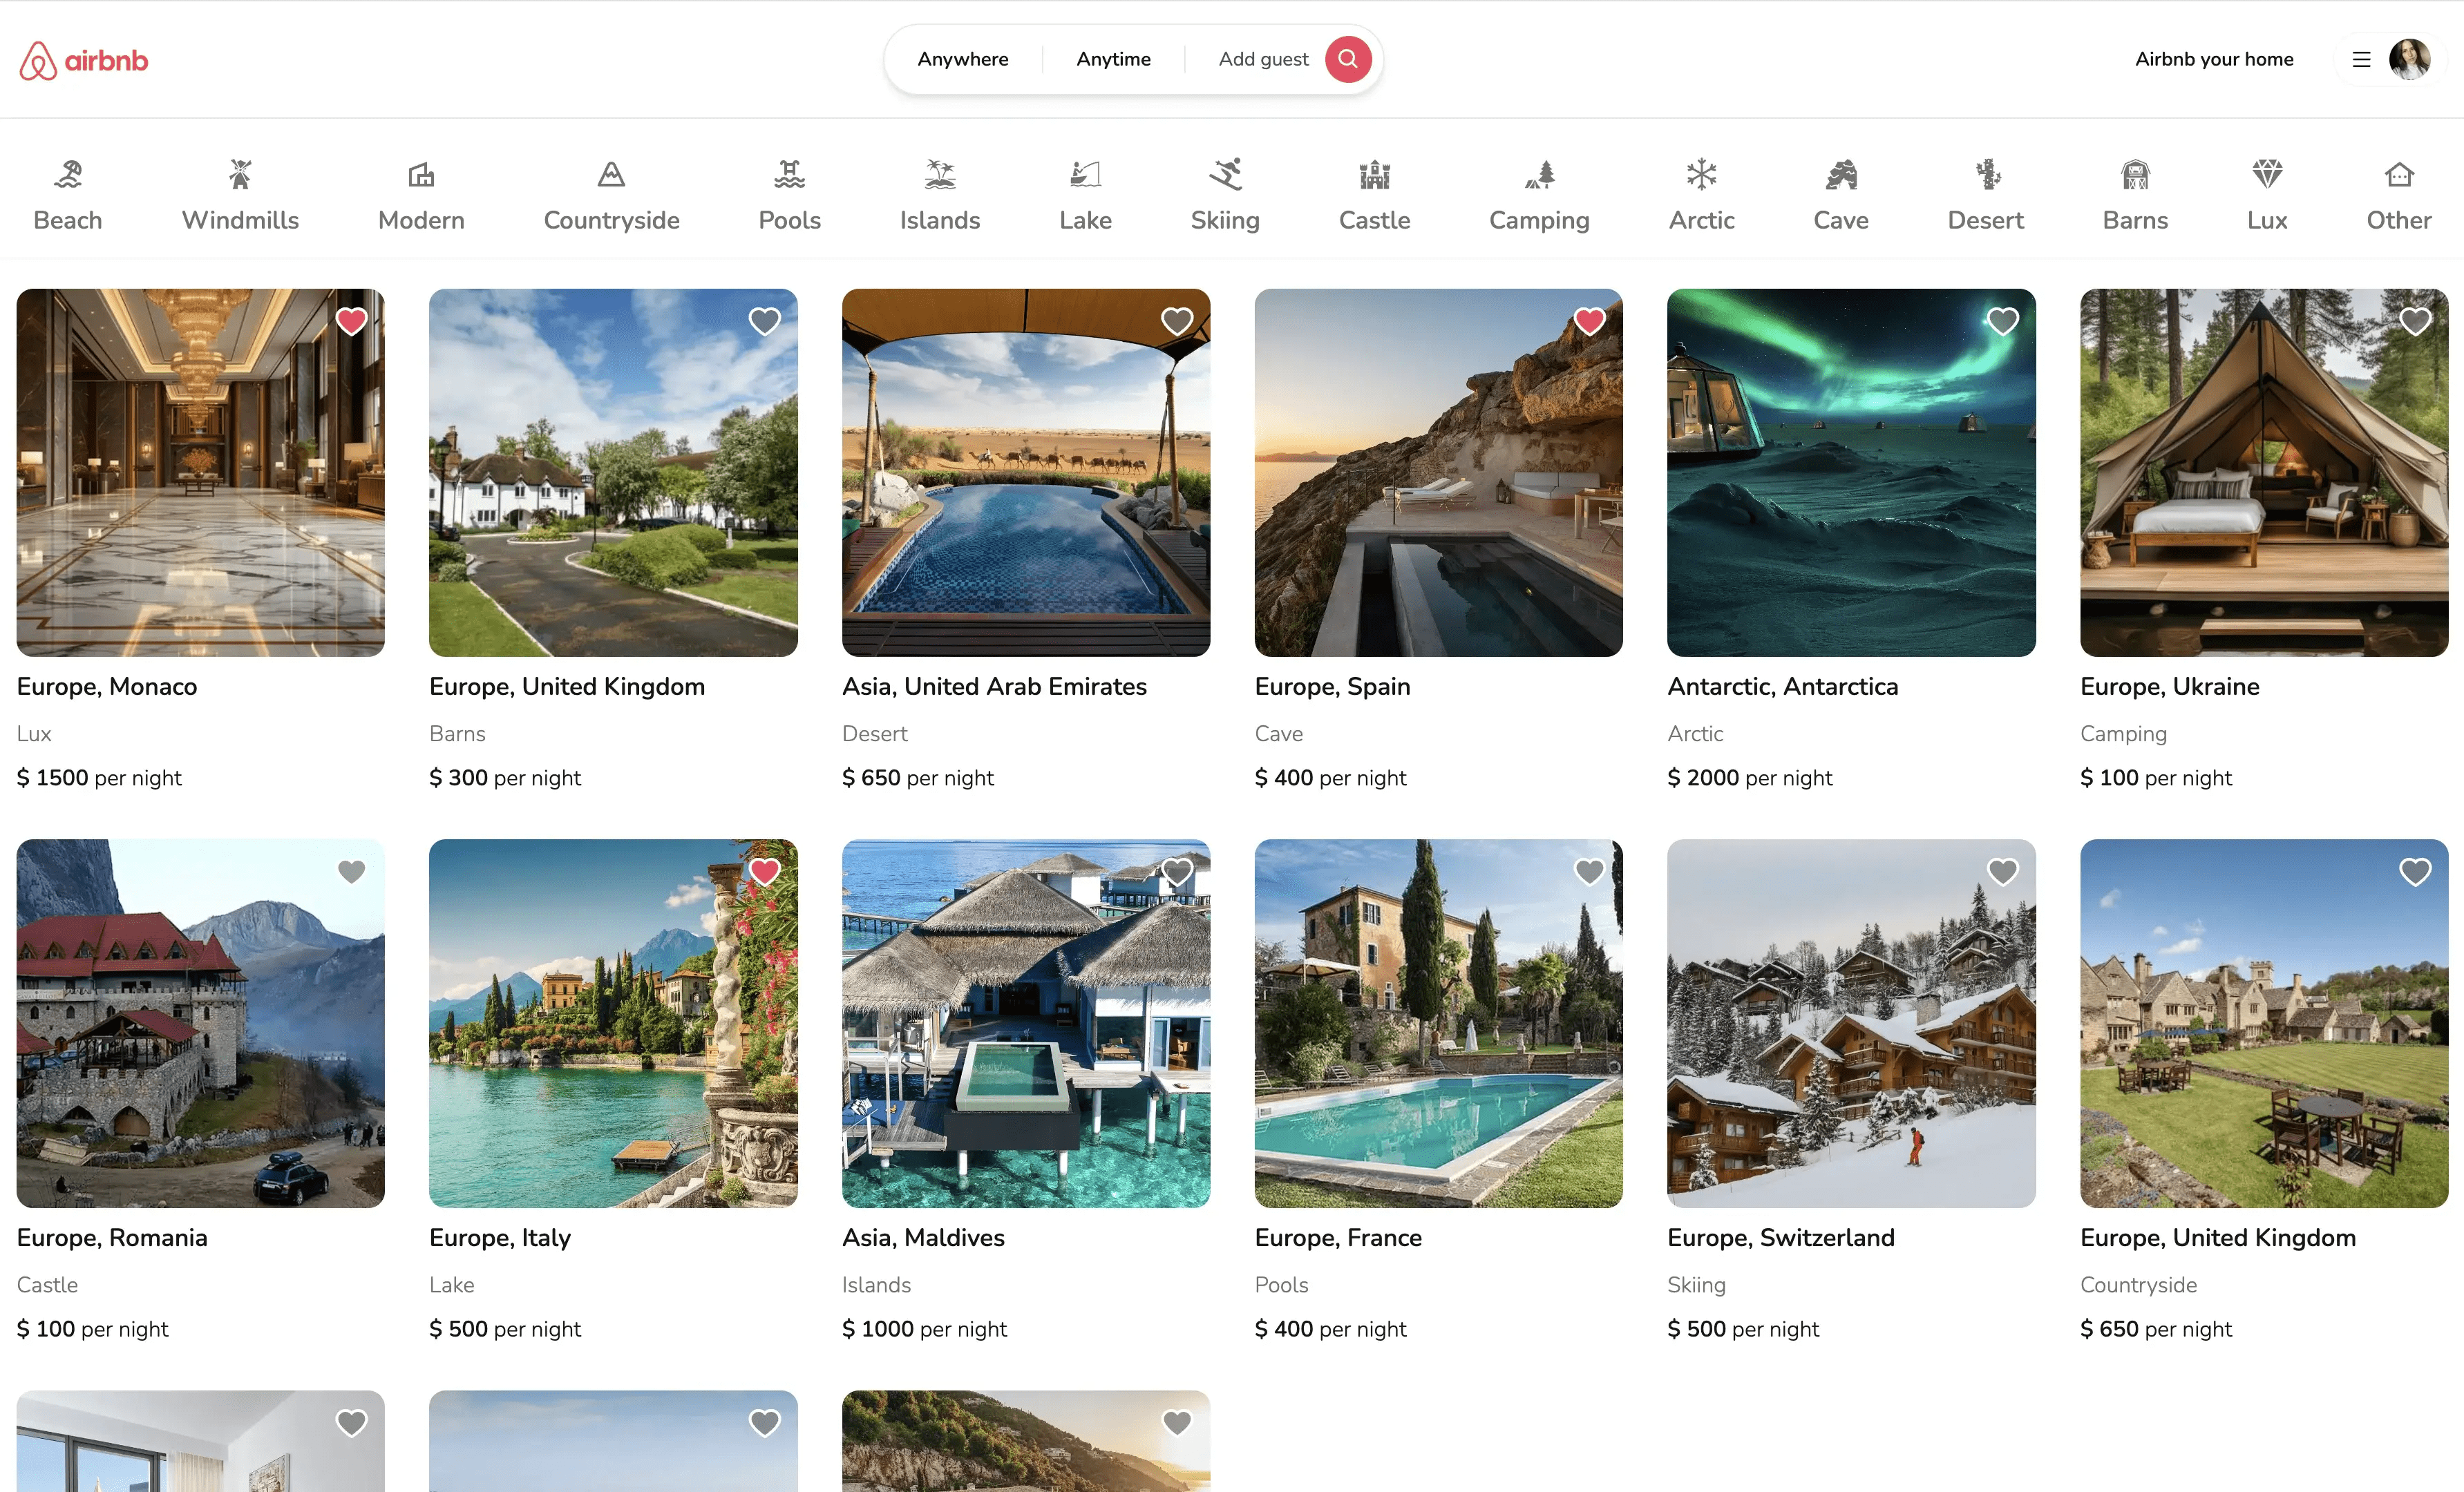 airbnb
Anywhere
Anytime
Add guest
Airbnb your home
Beach
Windmills
Modern
Countryside
Pools
Islands
Lake
Skiing
Castle
Camping
Arctic
Cave
Desert
Barns
Lux
Other
Europe, Monaco
Lux
$ 1500 per night
Europe, United Kingdom
Barns
$ 300 per night
Asia, United Arab Emirates
Desert
$ 650 per night
Europe, Spain
Cave
$ 400 per night
Antarctic, Antarctica
Arctic
$ 2000 per night
Europe, Ukraine
Camping
$ 100 per night
Europe, Romania
Castle
$ 100 per night
Europe, Italy
Lake
$ 500 per night
Asia, Maldives
Islands
$ 1000 per night
Europe, France
Pools
$ 400 per night
Europe, Switzerland
Skiing
$ 500 per night
Europe, United Kingdom
Countryside
$ 650 per night